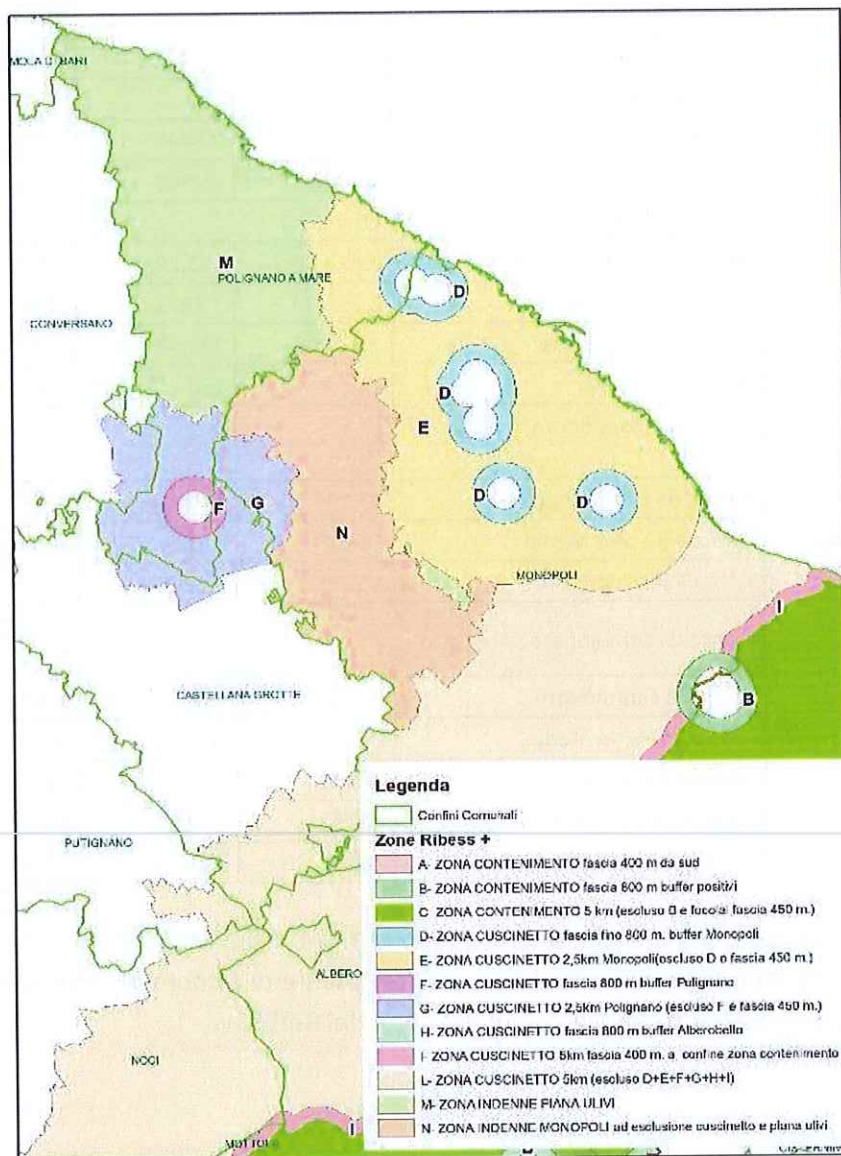 MOLA DI BARI
M
POLIGNANO A MARE
CONVERSANO
D
D
E
F
G
D
D
N
MONOPOLI
I
CASTELLANA GROTTE
B
PUTIGNANO
ALBERO
NOCI
MOTTOLA
I
Legenda
Confini Comunali
Zone Ribess +
A- ZONA CONTENIMENTO fascia 400 m da sud
B- ZONA CONTENIMENTO fascia 800 m buffer positivi
C- ZONA CONTENIMENTO 5 km (escluso B e focolai fascia 450 m.)
D- ZONA CUSCINETTO fascia fino 800 m. buffer Monopoli
E- ZONA CUSCINETTO 2,5km Monopoli(escluso D o fascia 450 m.)
F- ZONA CUSCINETTO fascia 800 m buffer Pulignano
G- ZONA CUSCINETTO 2,5km Polignano (escluso F e fascia 450 m.)
H- ZONA CUSCINETTO fascia 800 m buffer Alberobello
I- ZONA CUSCINETTO 5km fascia 400 m. a confine zona contenimento
L- ZONA CUSCINETTO 5km (escluso D+E+F+G+H+I)
M- ZONA INDENNE PIANA ULIVI
N- ZONA INDENNE MONOPOLI ad esclusione cuscinetto e piana ulivi